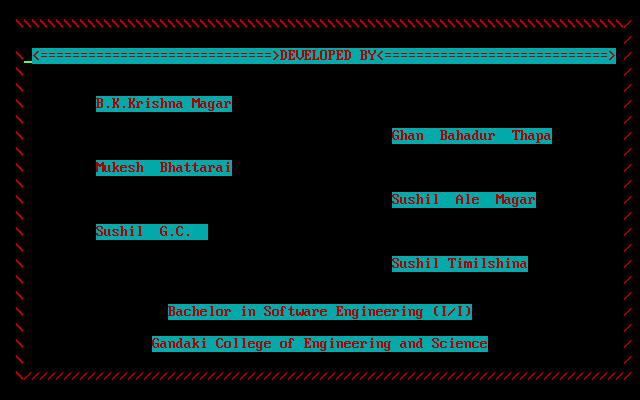 <=============================>DEVELOPED BY<============================>
B.K.Krishna Magar
Ghan  Bahadur  Thapa
Mukesh  Bhattarai
Sushil  Ale  Magar
Sushil  G.C.
Sushil Timilshina
Bachelor in Software Engineering (I/I)
Gandaki College of Engineering and Science